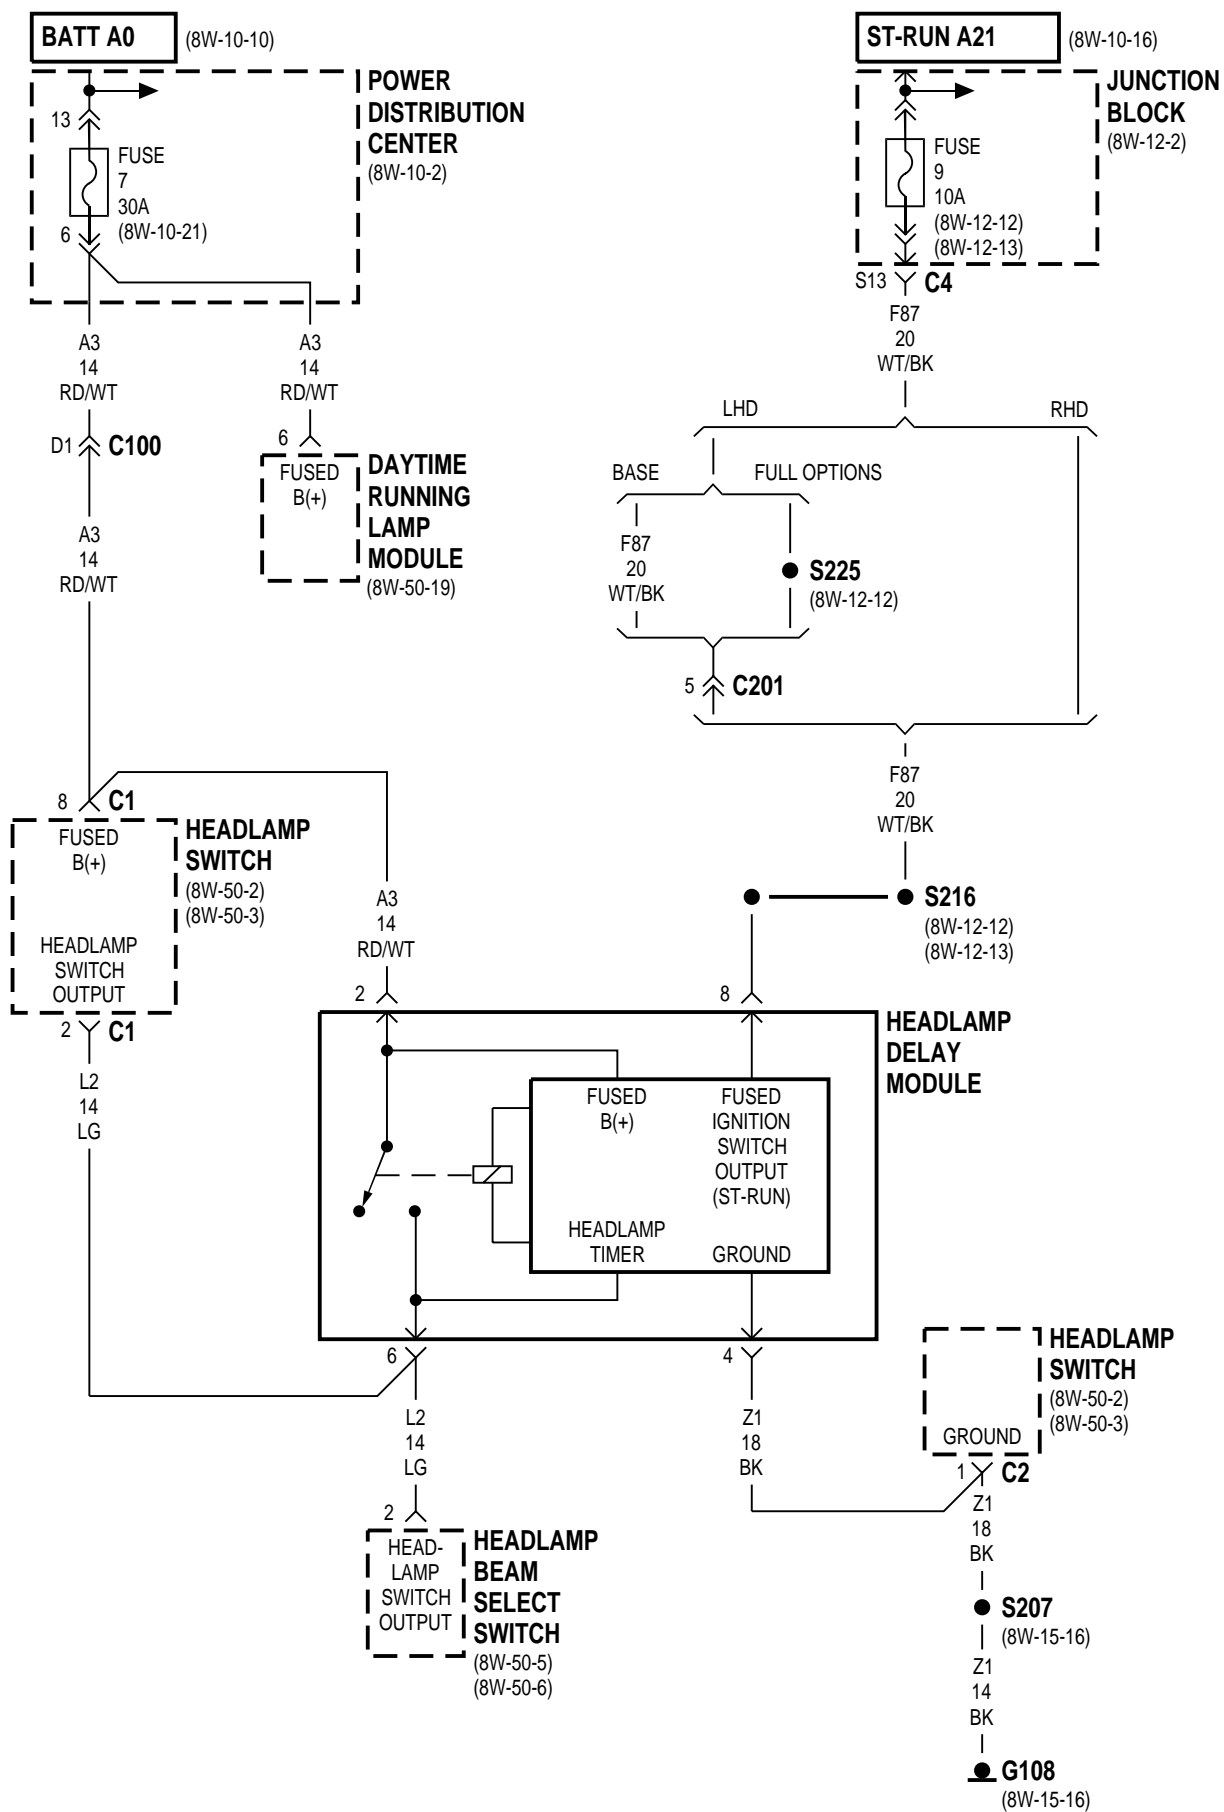 BATT A0
(8W-10-10)
ST-RUN A21
(8W-10-16)
POWER
DISTRIBUTION
CENTER
(8W-10-2)
13
FUSE
7
30A
(8W-10-21)
6
JUNCTION
BLOCK
(8W-12-2)
FUSE
9
10A
(8W-12-12)
(8W-12-13)
S13
C4
F87
20
WT/BK
A3
14
RD/WT
A3
14
RD/WT
D1
C100
6
FUSED
B(+)
DAYTIME
RUNNING
LAMP
MODULE
(8W-50-19)
A3
14
RD/WT
LHD
RHD
BASE
FULL OPTIONS
F87
20
WT/BK
S225
(8W-12-12)
5
C201
F87
20
WT/BK
8
C1
FUSED
B(+)
HEADLAMP
SWITCH
OUTPUT
HEADLAMP
SWITCH
(8W-50-2)
(8W-50-3)
2
C1
L2
14
LG
A3
14
RD/WT
S216
(8W-12-12)
(8W-12-13)
2
8
HEADLAMP
DELAY
MODULE
FUSED
B(+)
FUSED
IGNITION
SWITCH
OUTPUT
(ST-RUN)
HEADLAMP
TIMER
GROUND
6
4
L2
14
LG
Z1
18
BK
GROUND
HEADLAMP
SWITCH
(8W-50-2)
(8W-50-3)
1
C2
Z1
18
BK
2
HEAD-
LAMP
SWITCH
OUTPUT
HEADLAMP
BEAM
SELECT
SWITCH
(8W-50-5)
(8W-50-6)
S207
(8W-15-16)
Z1
14
BK
G108
(8W-15-16)